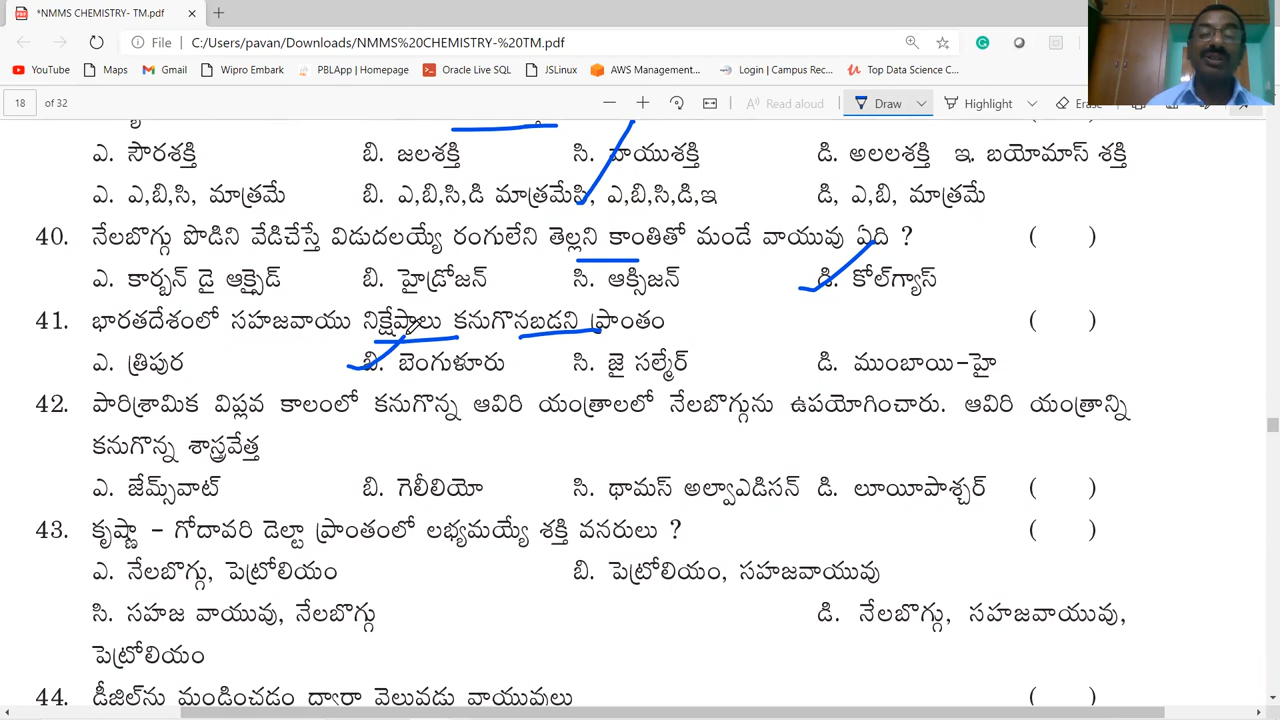 *NMMS CHEMISTRY- TM.pdf
File C:/Users/pavan/Downloads/NMMS%20CHEMISTRY-%20TM.pdf
YouTube Maps Gmail Wipro Embark PBLApp | Homepage Oracle Live SQL JSLinux AWS Management... Login | Campus Rec... Top Data Science C...
18 of 32 Read aloud Draw Highlight Erase
ఎ. సౌరశక్తి బి. జలశక్తి సి. వాయుశక్తి డి. అలలశక్తి ఇ. బయోమాస్ శక్తి
ఎ. ఎ,బి,సి, మాత్రమే బి. ఎ,బి,సి,డి మాత్రమేసి, ఎ,బి,సి,డి,ఇ డి, ఎ,బి, మాత్రమే
40. నేలబొగ్గు పొడిని వేడిచేస్తే విడుదలయ్యే రంగులేని తెల్లని కాంతితో మండే వాయువు ఏది ? ( )
ఎ. కార్బన్ డై ఆక్సైడ్ బి. హైడ్రోజన్ సి. ఆక్సిజన్ డి. కోల్‌గ్యాస్
41. భారతదేశంలో సహజవాయు నిక్షేపాలు కనుగొనబడని ప్రాంతం ( )
ఎ. త్రిపుర బి. బెంగుళూరు సి. జై సల్మేర్ డి. ముంబాయి-హై
42. పారిశ్రామిక విప్లవ కాలంలో కనుగొన్న ఆవిరి యంత్రాలలో నేలబొగ్గును ఉపయోగించారు. ఆవిరి యంత్రాన్ని
కనుగొన్న శాస్త్రవేత్త
ఎ. జేమ్స్‌వాట్ బి. గెలీలియో సి. థామస్ అల్వాఎడిసన్ డి. లూయీపాశ్చర్ ( )
43. కృష్ణా - గోదావరి డెల్టా ప్రాంతంలో లభ్యమయ్యే శక్తి వనరులు ? ( )
ఎ. నేలబొగ్గు, పెట్రోలియం బి. పెట్రోలియం, సహజవాయువు
సి. సహజ వాయువు, నేలబొగ్గు డి. నేలబొగ్గు, సహజవాయువు,
పెట్రోలియం
44. డీజిల్‌ను మండించడం ద్వారా వెలువడు వాయువులు ( )